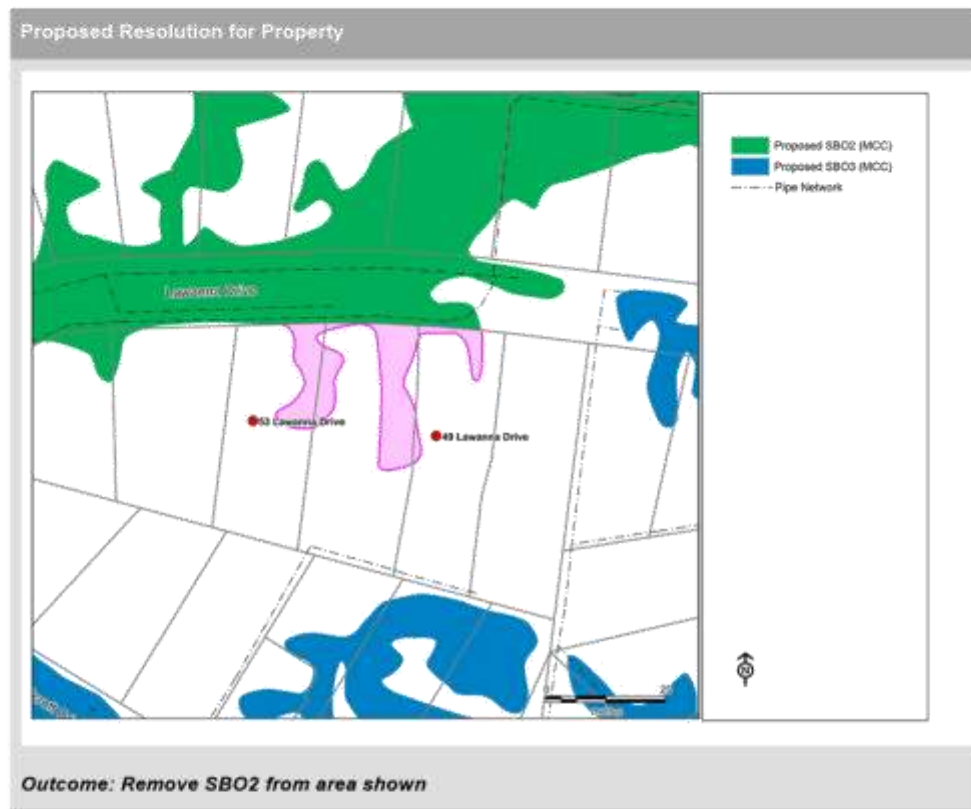 Proposed Resolution for Property
Proposed SBO2 (MCC)
Proposed SBO3 (MCC)
Pipe Network
Lawanna Drive
53 Lawanna Drive
49 Lawanna Drive
N
Outcome: Remove SBO2 from area shown